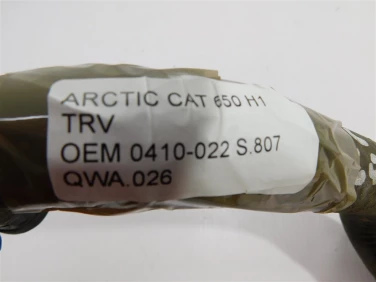 ARCTIC CAT 650 H1
TRV
OEM 0410-022 S.807
QWA.026